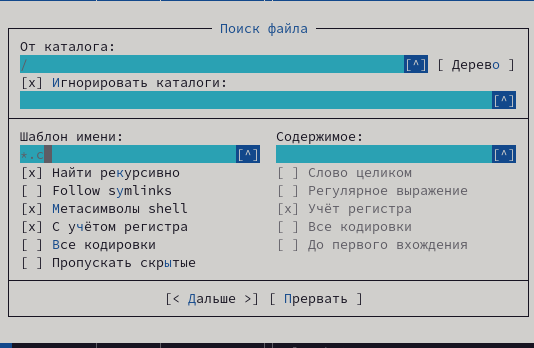 Поиск файла
От каталога:
/ [^] [ Дерево ]
[x] Игнорировать каталоги:
[^]
Шаблон имени: Содержимое:
*.c [^] [^]
[x] Найти рекурсивно [ ] Слово целиком
[ ] Follow symlinks [ ] Регулярное выражение
[x] Метасимволы shell [x] Учёт регистра
[x] С учётом регистра [ ] Все кодировки
[ ] Все кодировки [ ] До первого вхождения
[ ] Пропускать скрытые
[< Дальше >] [ Прервать ]